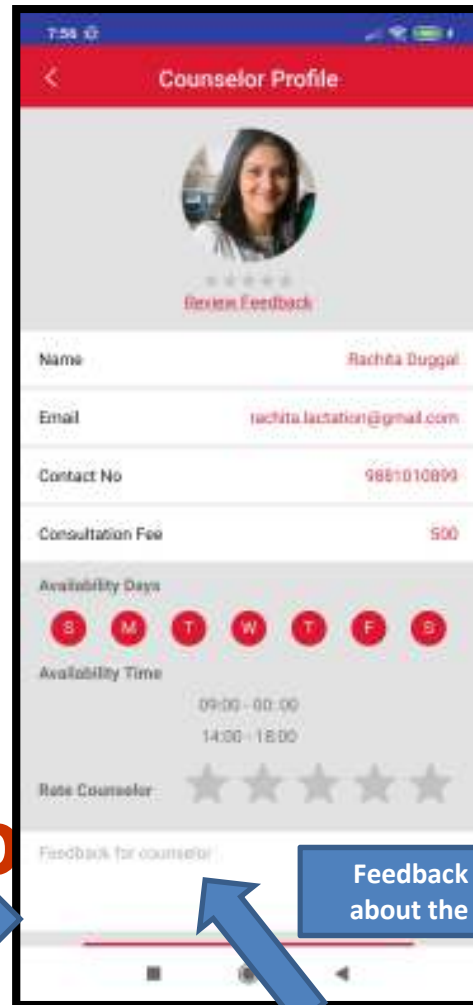 7:56
Counselor Profile
Review Feedback
Name Rachita Duggal
Email rachita.lactation@gmail.com
Contact No 9881010899
Consultation Fee 500
Availability Days
S M T W T F S
Availability Time
09:00 - 00:00
14:00 - 18:00
Rate Counselor
Feedback for counselor
Feedback
about the